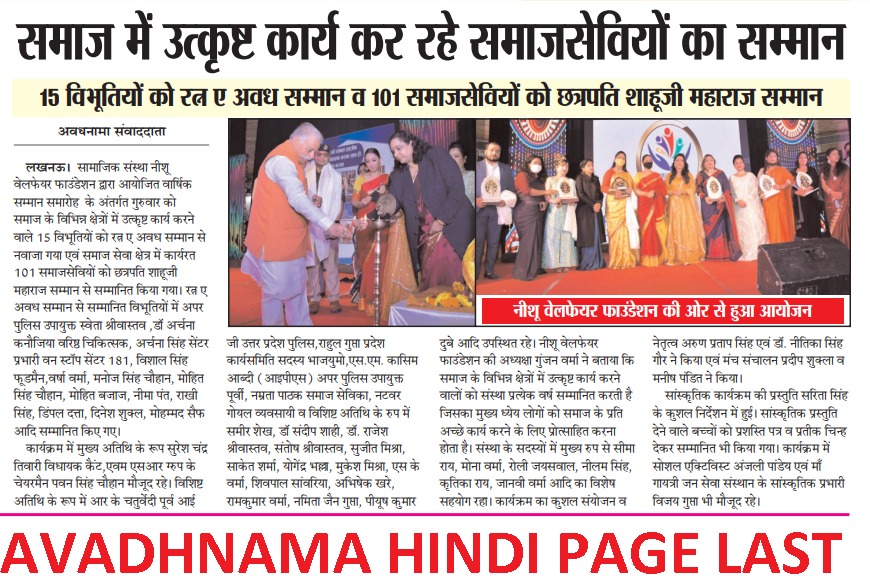 समाज में उत्कृष्ट कार्य कर रहे समाजसेवियों का सम्मान
15 विभूतियों को रत्न ए अवध सम्मान व 101 समाजसेवियों को छत्रपति शाहूजी महाराज सम्मान
अवधनामा संवाददाता
लखनऊ। सामाजिक संस्था नीशू
वेलफेयर फाउंडेशन द्वारा आयोजित वार्षिक
सम्मान समारोह के अंतर्गत गुरुवार को
समाज के विभिन्न क्षेत्रों में उत्कृष्ट कार्य करने
वाले 15 विभूतियों को रत्न ए अवध सम्मान से
नवाजा गया एवं समाज सेवा क्षेत्र में कार्यरत
101 समाजसेवियों को छत्रपति शाहूजी
महाराज सम्मान से सम्मानित किया गया। रत्न ए
अवध सम्मान से सम्मानित विभूतियों में अपर
पुलिस उपायुक्त स्वेता श्रीवास्तव ,डॉ अर्चना
कनौजिया वरिष्ठ चिकित्सक, अर्चना सिंह सेंटर
प्रभारी वन स्टॉप सेंटर 181, विशाल सिंह
फूडमैन,वर्षा वर्मा, मनोज सिंह चौहान, मोहित
सिंह चौहान, मोहित बजाज, नीमा पंत, राखी
सिंह, डिंपल दत्ता, दिनेश शुक्ल, मोहम्मद सैफ
आदि सम्मानित किए गए।
कार्यक्रम में मुख्य अतिथि के रूप सुरेश चंद्र
तिवारी विधायक कैंट,एवम एसआर ग्रुप के
चेयरमैन पवन सिंह चौहान मौजूद रहे। विशिष्ट
अतिथि के रूप में आर के चतुर्वेदी पूर्व आई
नीशू वेलफेयर फाउंडेशन की ओर से हुआ आयोजन
जी उत्तर प्रदेश पुलिस,राहुल गुप्ता प्रदेश
कार्यसमिति सदस्य भाजयुमो,एस.एम. कासिम
आब्दी (आइपीएस) अपर पुलिस उपायुक्त
पूर्वी, नम्रता पाठक समाज सेविका, नटवर
गोयल व्यवसायी व विशिष्ट अतिथि के रुप में
समीर शेख, डॉ संदीप शाही, डॉ. राजेश
श्रीवास्तव, संतोष श्रीवास्तव, सुजीत मिश्रा,
साकेत शर्मा, योगेंद्र भल्ला, मुकेश मिश्रा, एस के
वर्मा, शिवपाल सांवरिया, अभिषेक खरे,
रामकुमार वर्मा, नमिता जैन गुप्ता, पीयूष कुमार
दुबे आदि उपस्थित रहे। नीशू वेलफेयर
फाउंडेशन की अध्यक्षा गुंजन वर्मा ने बताया कि
समाज के विभिन्न क्षेत्रों में उत्कृष्ट कार्य करने
वालों को संस्था प्रत्येक वर्ष सम्मानित करती है
जिसका मुख्य ध्येय लोगों को समाज के प्रति
अच्छे कार्य करने के लिए प्रोत्साहित करना
होता है। संस्था के सदस्यों में मुख्य रुप से सीमा
राय, मोना वर्मा, रोली जयसवाल, नीलम सिंह,
कृतिका राय, जानवी वर्मा आदि का विशेष
सहयोग रहा। कार्यक्रम का कुशल संयोजन व
नेतृत्व अरुण प्रताप सिंह एवं डॉ. नीतिका सिंह
गौर ने किया एवं मंच संचालन प्रदीप शुक्ला व
मनीष पंडित ने किया।
सांस्कृतिक कार्यक्रम की प्रस्तुति सरिता सिंह
के कुशल निर्देशन में हुई। सांस्कृतिक प्रस्तुति
देने वाले बच्चों को प्रशस्ति पत्र व प्रतीक चिन्ह
देकर सम्मानित भी किया गया। कार्यक्रम में
सोशल एक्टिविस्ट अंजली पांडेय एवं माँ
गायत्री जन सेवा संस्थान के सांस्कृतिक प्रभारी
विजय गुप्ता भी मौजूद रहे।
AVADHNAMA HINDI PAGE LAST